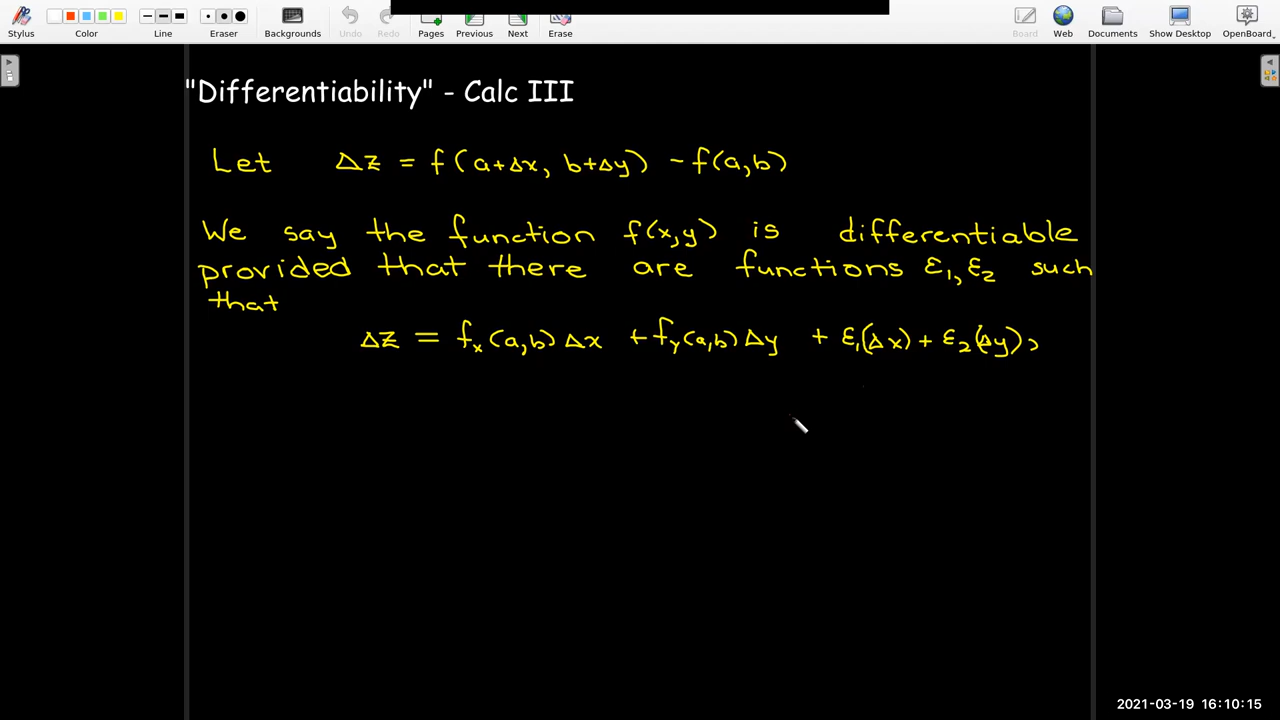 Stylus Color Line Eraser Backgrounds Undo Redo Pages Previous Next Erase Board Web Documents Show Desktop OpenBoard
"Differentiability" - Calc III
Let Δz = f(a+Δx, b+Δy) - f(a,b)
We say the function f(x,y) is differentiable
provided that there are functions ε₁, ε₂ such
that
Δz = fₓ(a,b)Δx + f_y(a,b)Δy + ε₁(Δx) + ε₂(Δy),
2021-03-19 16:10:15